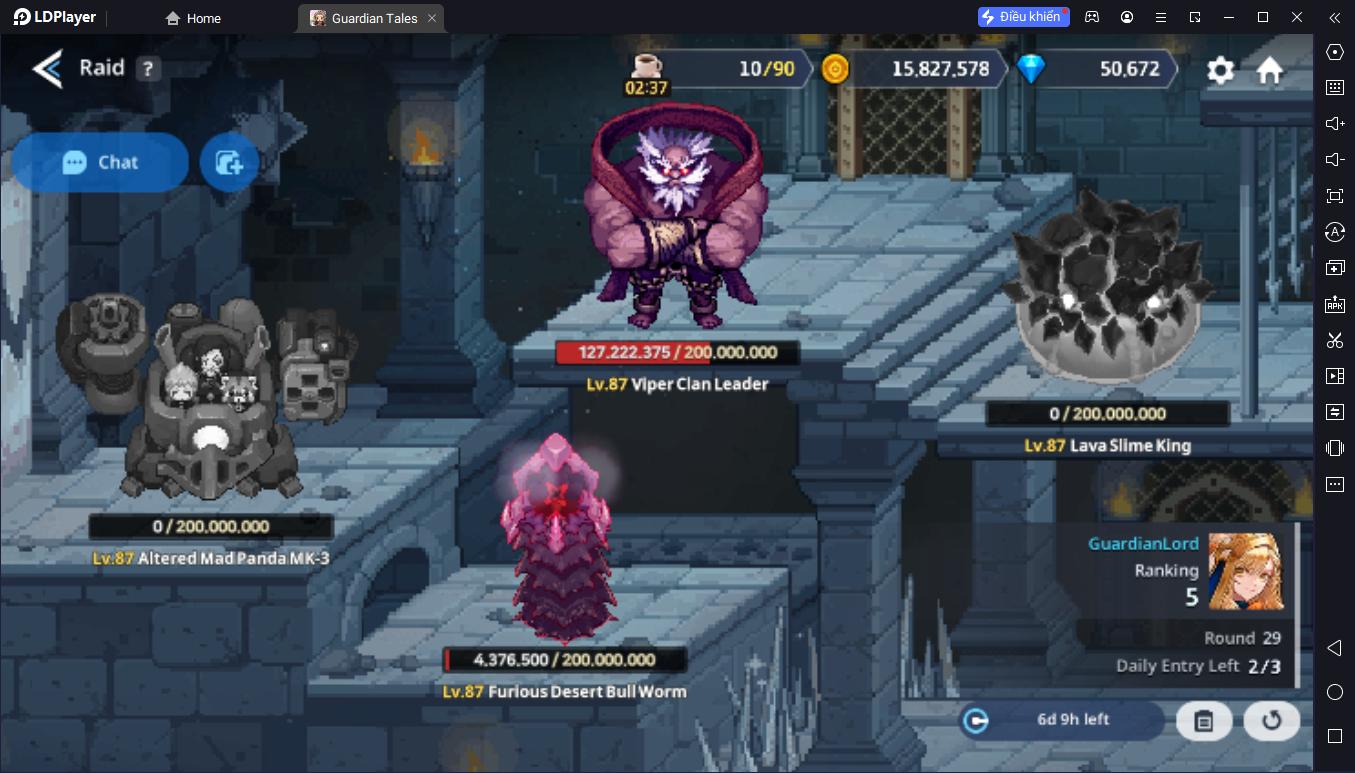 LDPlayer
Home
Guardian Tales
Điều khiển
Raid ?
10/90
02:37
15,827,578
50,672
Chat
127.222.375 / 200.000.000
Lv.87 Viper Clan Leader
0 / 200.000.000
Lv.87 Lava Slime King
0 / 200.000.000
Lv.87 Altered Mad Panda MK-3
4.376.500 / 200.000.000
Lv.87 Furious Desert Bull Worm
GuardianLord
Ranking
5
Round 29
Daily Entry Left 2/3
6d 9h left
A
APK